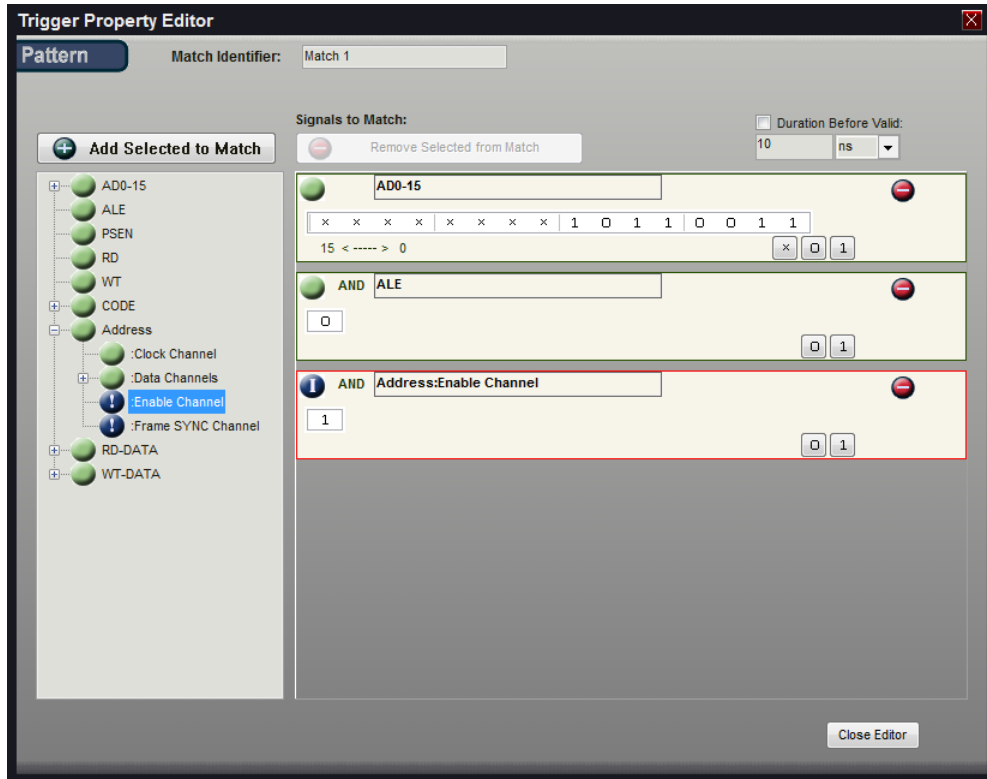 Trigger Property Editor
Pattern
Match Identifier:
Match 1
Signals to Match:
Duration Before Valid:
10 ns
Add Selected to Match
Remove Selected from Match
AD0-15
ALE
PSEN
RD
WT
CODE
Address
:Clock Channel
:Data Channels
:Enable Channel
:Frame SYNC Channel
RD-DATA
WT-DATA
AD0-15
× × × × × × × × 1 0 1 1 0 0 1 1
15 < ----- > 0
× 0 1
AND ALE
0
0 1
AND Address:Enable Channel
1
0 1
Close Editor